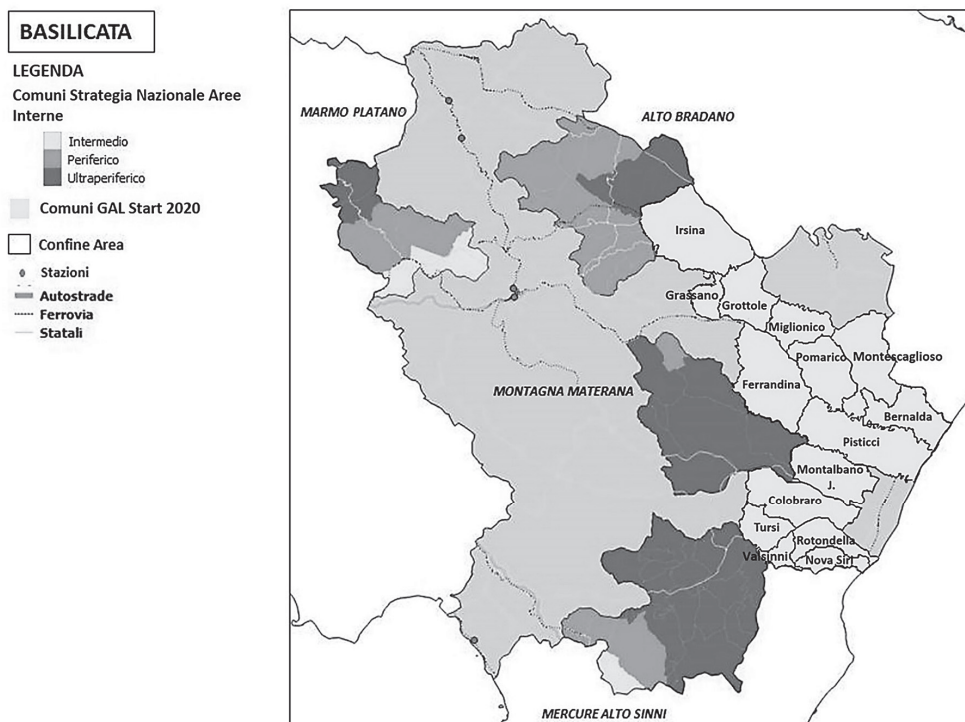 BASILICATA
LEGENDA
Comuni Strategia Nazionale Aree
Interne
Intermedio
Periferico
Ultraperiferico
Comuni GAL Start 2020
Confine Area
Stazioni
Autostrade
Ferrovia
Statali
MARMO PLATANO
ALTO BRADANO
Irsina
Grassano
Grottole
Miglionico
Pomarico
Montescaglioso
MONTAGNA MATERANA
Ferrandina
Bernalda
Pisticci
Montalbano
J.
Colobraro
Tursi
Rotondella
Valsinni
Nova Siri
MERCURE ALTO SINNI